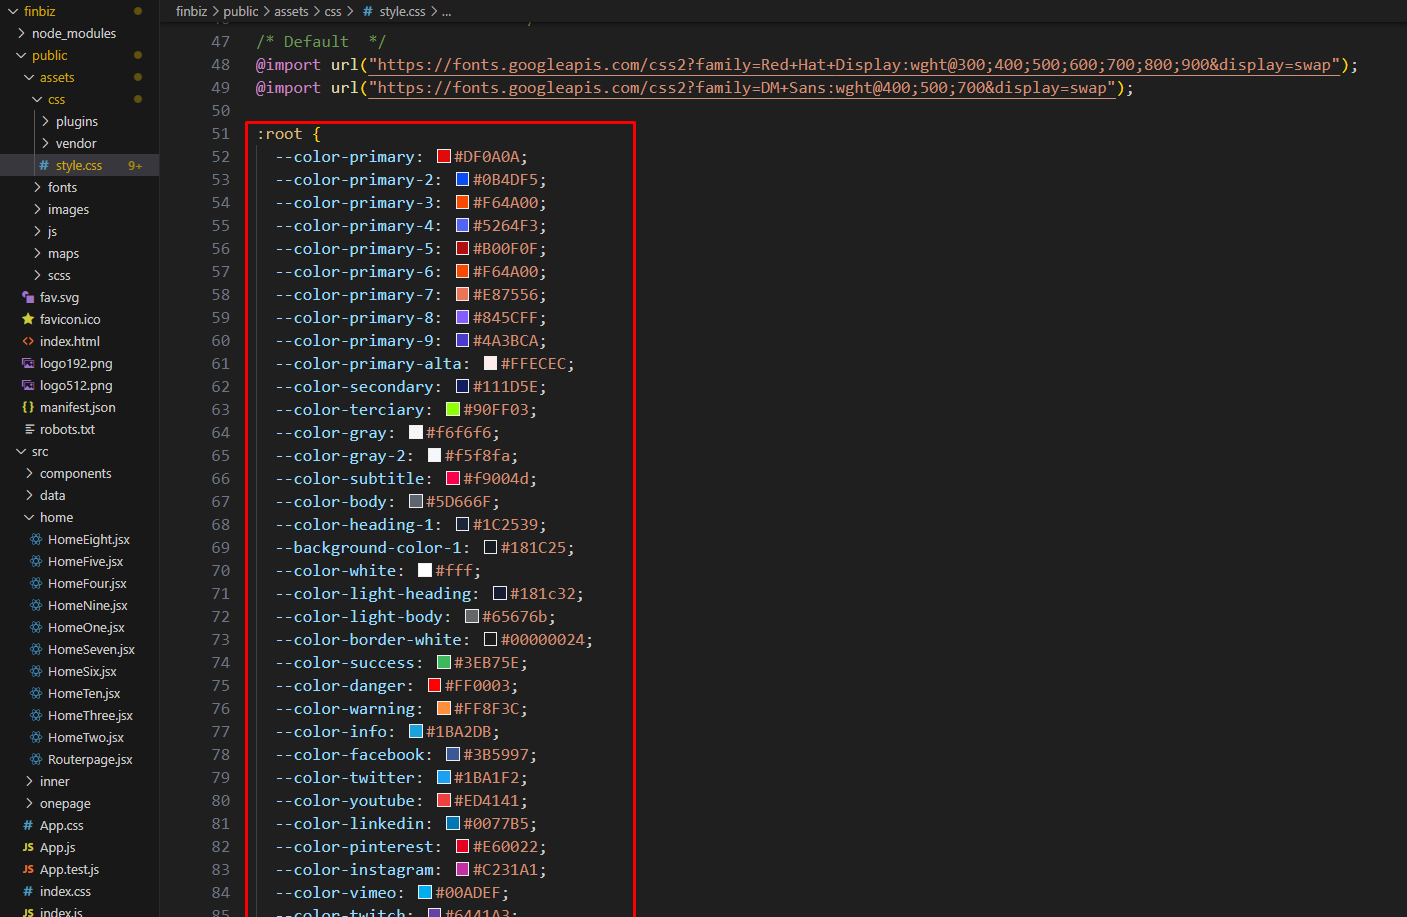 finbiz
node_modules
public
assets
css
plugins
vendor
# style.css 9+
fonts
images
js
maps
scss
fav.svg
favicon.ico
<> index.html
logo192.png
logo512.png
{} manifest.json
robots.txt
src
components
data
home
HomeEight.jsx
HomeFive.jsx
HomeFour.jsx
HomeNine.jsx
HomeOne.jsx
HomeSeven.jsx
HomeSix.jsx
HomeTen.jsx
HomeThree.jsx
HomeTwo.jsx
Routerpage.jsx
inner
onepage
# App.css
JS App.js
JS App.test.js
# index.css
JS index.js
finbiz > public > assets > css > # style.css > ...
47 /* Default  */
48 @import url("https://fonts.googleapis.com/css2?family=Red+Hat+Display:wght@300;400;500;600;700;800;900&display=swap");
49 @import url("https://fonts.googleapis.com/css2?family=DM+Sans:wght@400;500;700&display=swap");
50
51 :root {
52 --color-primary: #DF0A0A;
53 --color-primary-2: #0B4DF5;
54 --color-primary-3: #F64A00;
55 --color-primary-4: #5264F3;
56 --color-primary-5: #B00F0F;
57 --color-primary-6: #F64A00;
58 --color-primary-7: #E87556;
59 --color-primary-8: #845CFF;
60 --color-primary-9: #4A3BCA;
61 --color-primary-alta: #FFECEC;
62 --color-secondary: #111D5E;
63 --color-terciary: #90FF03;
64 --color-gray: #f6f6f6;
65 --color-gray-2: #f5f8fa;
66 --color-subtitle: #f9004d;
67 --color-body: #5D666F;
68 --color-heading-1: #1C2539;
69 --background-color-1: #181C25;
70 --color-white: #fff;
71 --color-light-heading: #181c32;
72 --color-light-body: #65676b;
73 --color-border-white: #00000024;
74 --color-success: #3EB75E;
75 --color-danger: #FF0003;
76 --color-warning: #FF8F3C;
77 --color-info: #1BA2DB;
78 --color-facebook: #3B5997;
79 --color-twitter: #1BA1F2;
80 --color-youtube: #ED4141;
81 --color-linkedin: #0077B5;
82 --color-pinterest: #E60022;
83 --color-instagram: #C231A1;
84 --color-vimeo: #00ADEF;
85 --color-twitch: #6441A3;